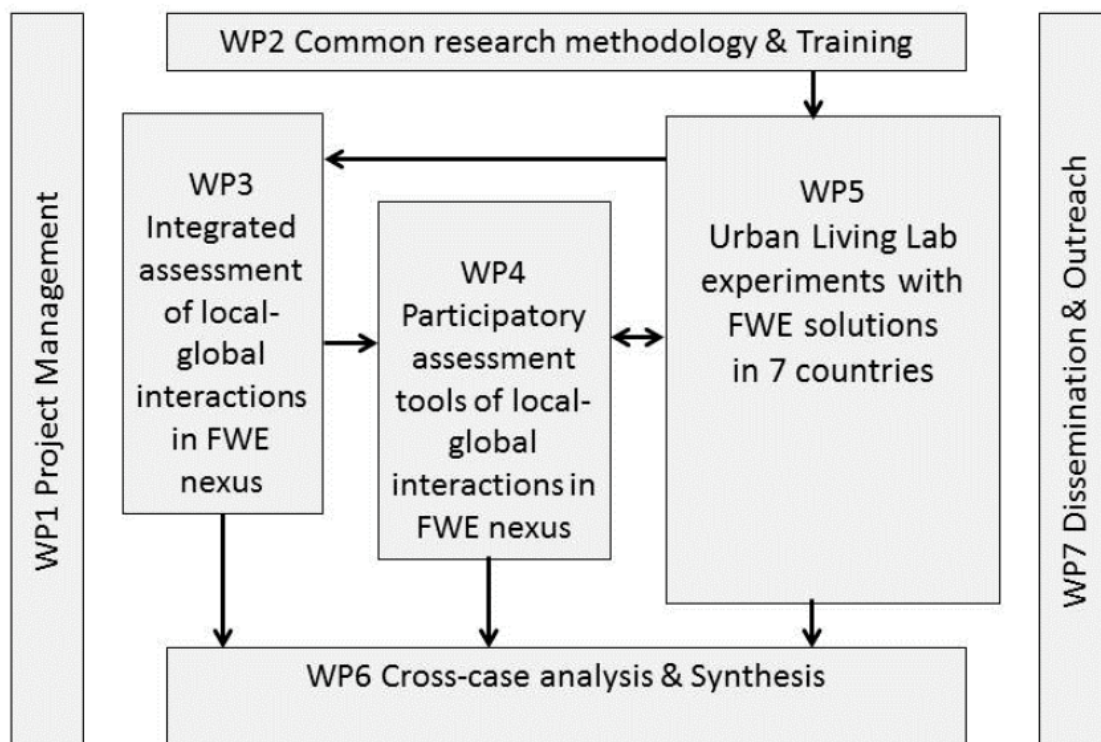 WP1 Project Management
WP2 Common research methodology & Training
WP3
Integrated
assessment
of local-
global
interactions
in FWE
nexus
WP4
Participatory
assessment
tools of local-
global
interactions in
FWE nexus
WP5
Urban Living Lab
experiments with
FWE solutions
in 7 countries
WP6 Cross-case analysis & Synthesis
WP7 Dissemination & Outreach